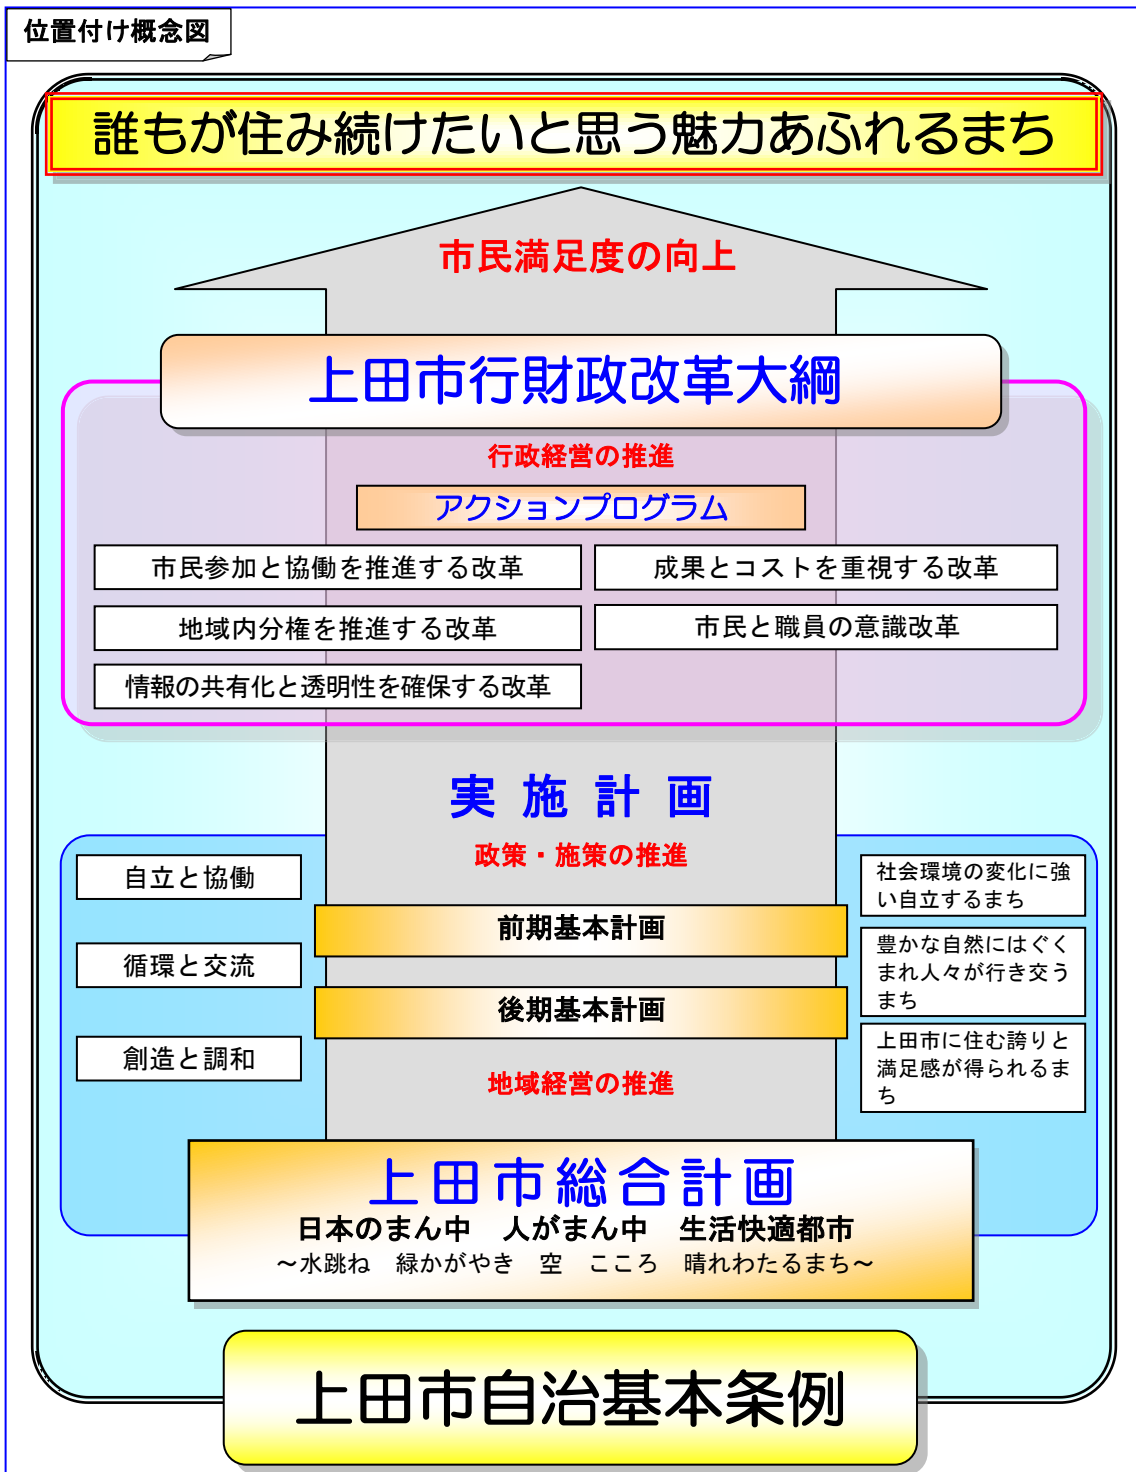 位置付け概念図
誰もが住み続けたいと思う魅力あふれるまち
市民満足度の向上
上田市行財政改革大綱
行政経営の推進
アクションプログラム
市民参加と協働を推進する改革
成果とコストを重視する改革
地域内分権を推進する改革
市民と職員の意識改革
情報の共有化と透明性を確保する改革
実施計画
政策・施策の推進
自立と協働
循環と交流
創造と調和
前期基本計画
後期基本計画
地域経営の推進
社会環境の変化に強
い自立するまち
豊かな自然にはぐく
まれ人々が行き交う
まち
上田市に住む誇りと
満足感が得られるま
ち
上田市総合計画
日本のまん中　人がまん中　生活快適都市
～水跳ね　緑かがやき　空　こころ　晴れわたるまち～
上田市自治基本条例